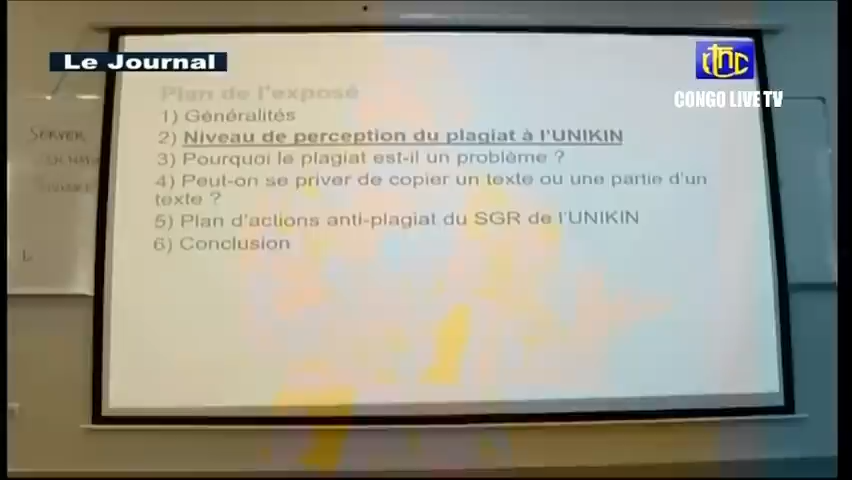 Le Journal
CONGO LIVE TV
SERVER
Plan de l'exposé
1) Généralités
2) Niveau de perception du plagiat à l'UNIKIN
3) Pourquoi le plagiat est-il un problème ?
4) Peut-on se priver de copier un texte ou une partie d'un
texte ?
5) Plan d'actions anti-plagiat du SGR de l'UNIKIN
6) Conclusion